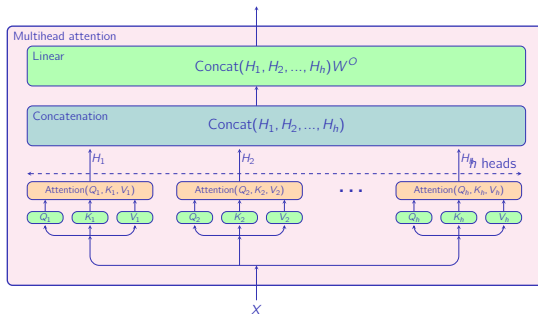 Multihead attention
Linear
Concat(H₁, H₂, ..., Hₕ)Wᴼ
Concatenation
Concat(H₁, H₂, ..., Hₕ)
H₁ H₂ Hₕ
h heads
Attention(Q₁, K₁, V₁) Attention(Q₂, K₂, V₂) ... Attention(Qₕ, Kₕ, Vₕ)
Q₁ K₁ V₁ Q₂ K₂ V₂ Qₕ Kₕ Vₕ
X